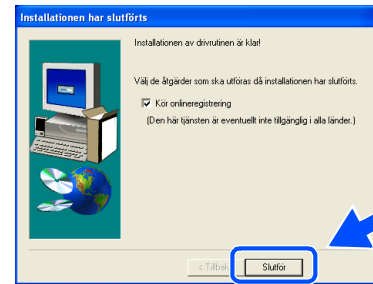 Installationen har slutförts
Installationen av drivrutinen är klar!
Välj de åtgärder som ska utföras då installationen har slutförts.
Kör onlineregistrering
(Den här tjänsten är eventuellt inte tillgänglig i alla länder.)
< Tillbak
Slutför